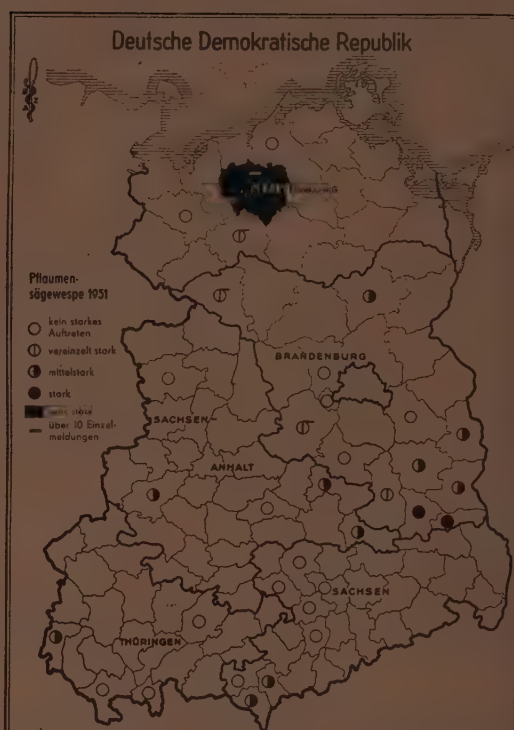 Deutsche Demokratische Republik
Pflaumen-
sägewespe 1951
kein starkes
Auftreten
vereinzelt stark
mittelstark
stark
über 10 Einzel-
meldungen
BRANDENBURG
SACHSEN-
ANHALT
SACHSEN
THÜRINGEN